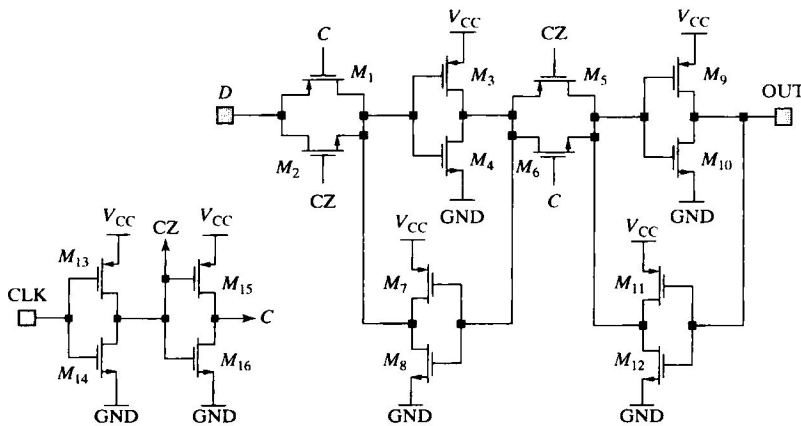 V_CC V_CC
C CZ
M_1 M_3 M_5 M_9
D OUT
M_2 M_4 M_6 M_10
CZ C
GND GND
V_CC CZ V_CC V_CC V_CC
M_13 M_15 M_7 M_11
CLK C
M_14 M_16 M_8 M_12
GND GND GND GND